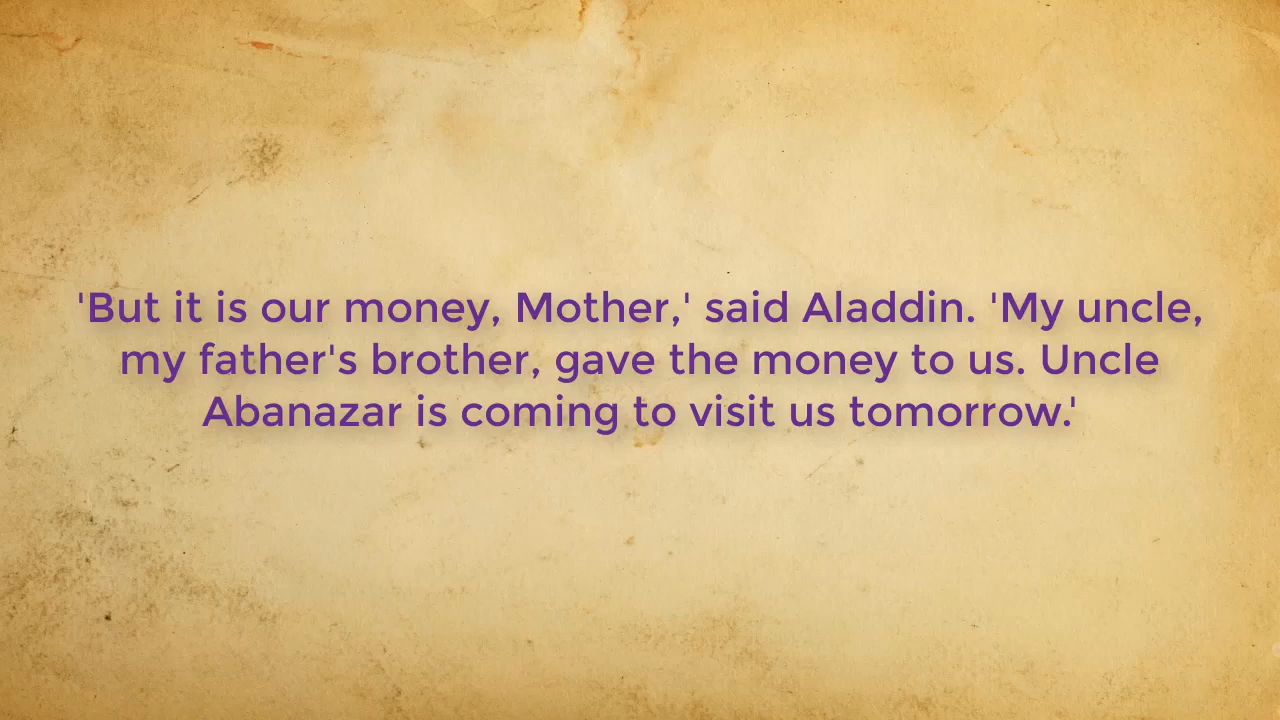 'But it is our money, Mother,' said Aladdin. 'My uncle,
my father's brother, gave the money to us. Uncle
Abanazar is coming to visit us tomorrow.'